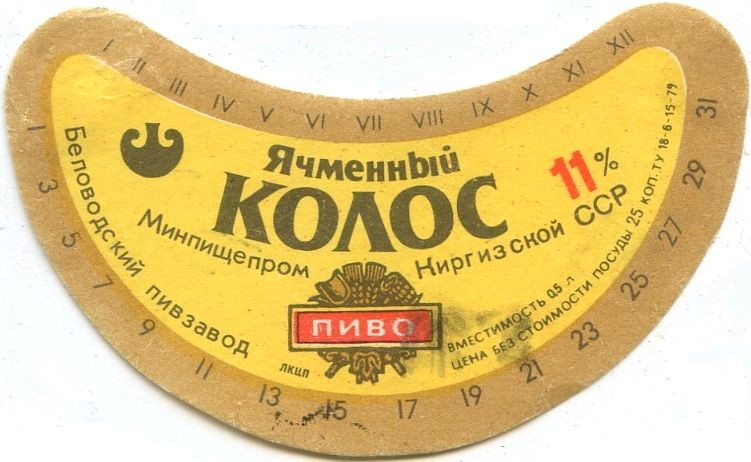 I II III IV V VI VII VIII IX X XI XII
Ячменный
КОЛОС
11%
Минпищепром Киргизской ССР
Беловодский пивзавод
ПИВО
ВМЕСТИМОСТЬ 0,5 л
ЦЕНА БЕЗ СТОИМОСТИ ПОСУДЫ 25 КОП. ТУ 18-6-15-79
ЛКЦП
1 3 5 7 9 11 13 15 17 19 21 23 25 27 29 31